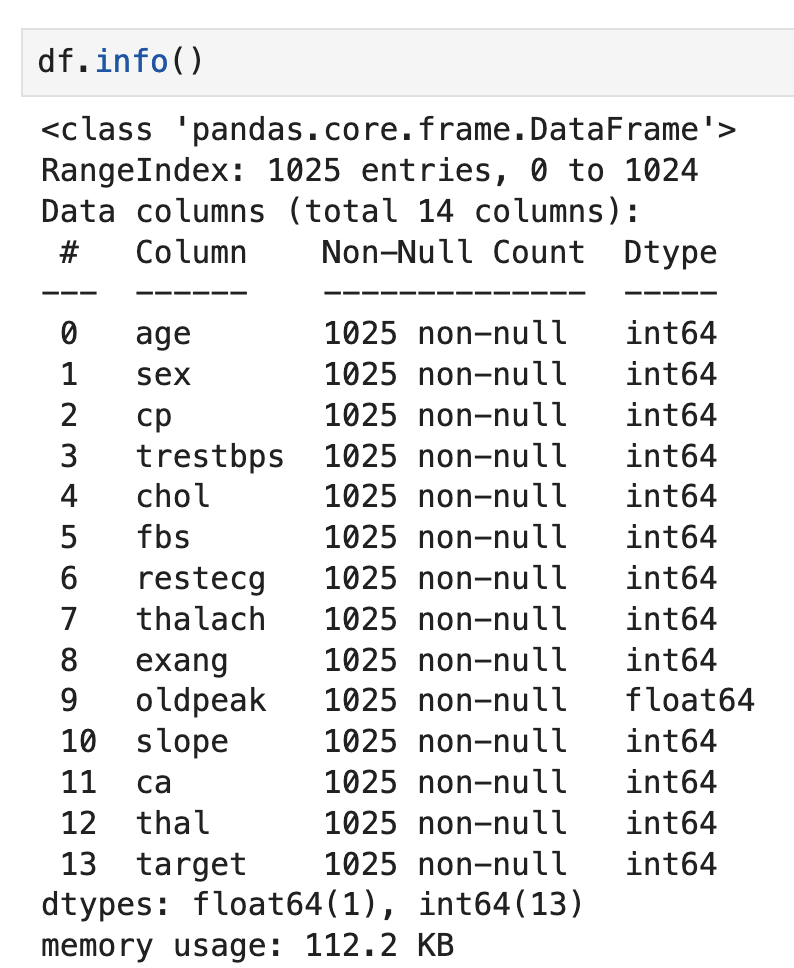 df.info()
<class 'pandas.core.frame.DataFrame'>
RangeIndex: 1025 entries, 0 to 1024
Data columns (total 14 columns):
 #   Column    Non-Null Count  Dtype
---  ------    --------------  -----
 0   age       1025 non-null   int64
 1   sex       1025 non-null   int64
 2   cp        1025 non-null   int64
 3   trestbps  1025 non-null   int64
 4   chol      1025 non-null   int64
 5   fbs       1025 non-null   int64
 6   restecg   1025 non-null   int64
 7   thalach   1025 non-null   int64
 8   exang     1025 non-null   int64
 9   oldpeak   1025 non-null   float64
 10  slope     1025 non-null   int64
 11  ca        1025 non-null   int64
 12  thal      1025 non-null   int64
 13  target    1025 non-null   int64
dtypes: float64(1), int64(13)
memory usage: 112.2 KB